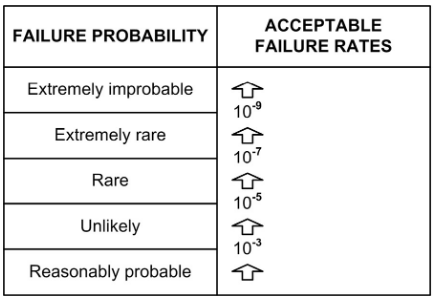 FAILURE PROBABILITY
ACCEPTABLE
FAILURE RATES
Extremely improbable
10-9
Extremely rare
10-7
Rare
10-5
Unlikely
10-3
Reasonably probable